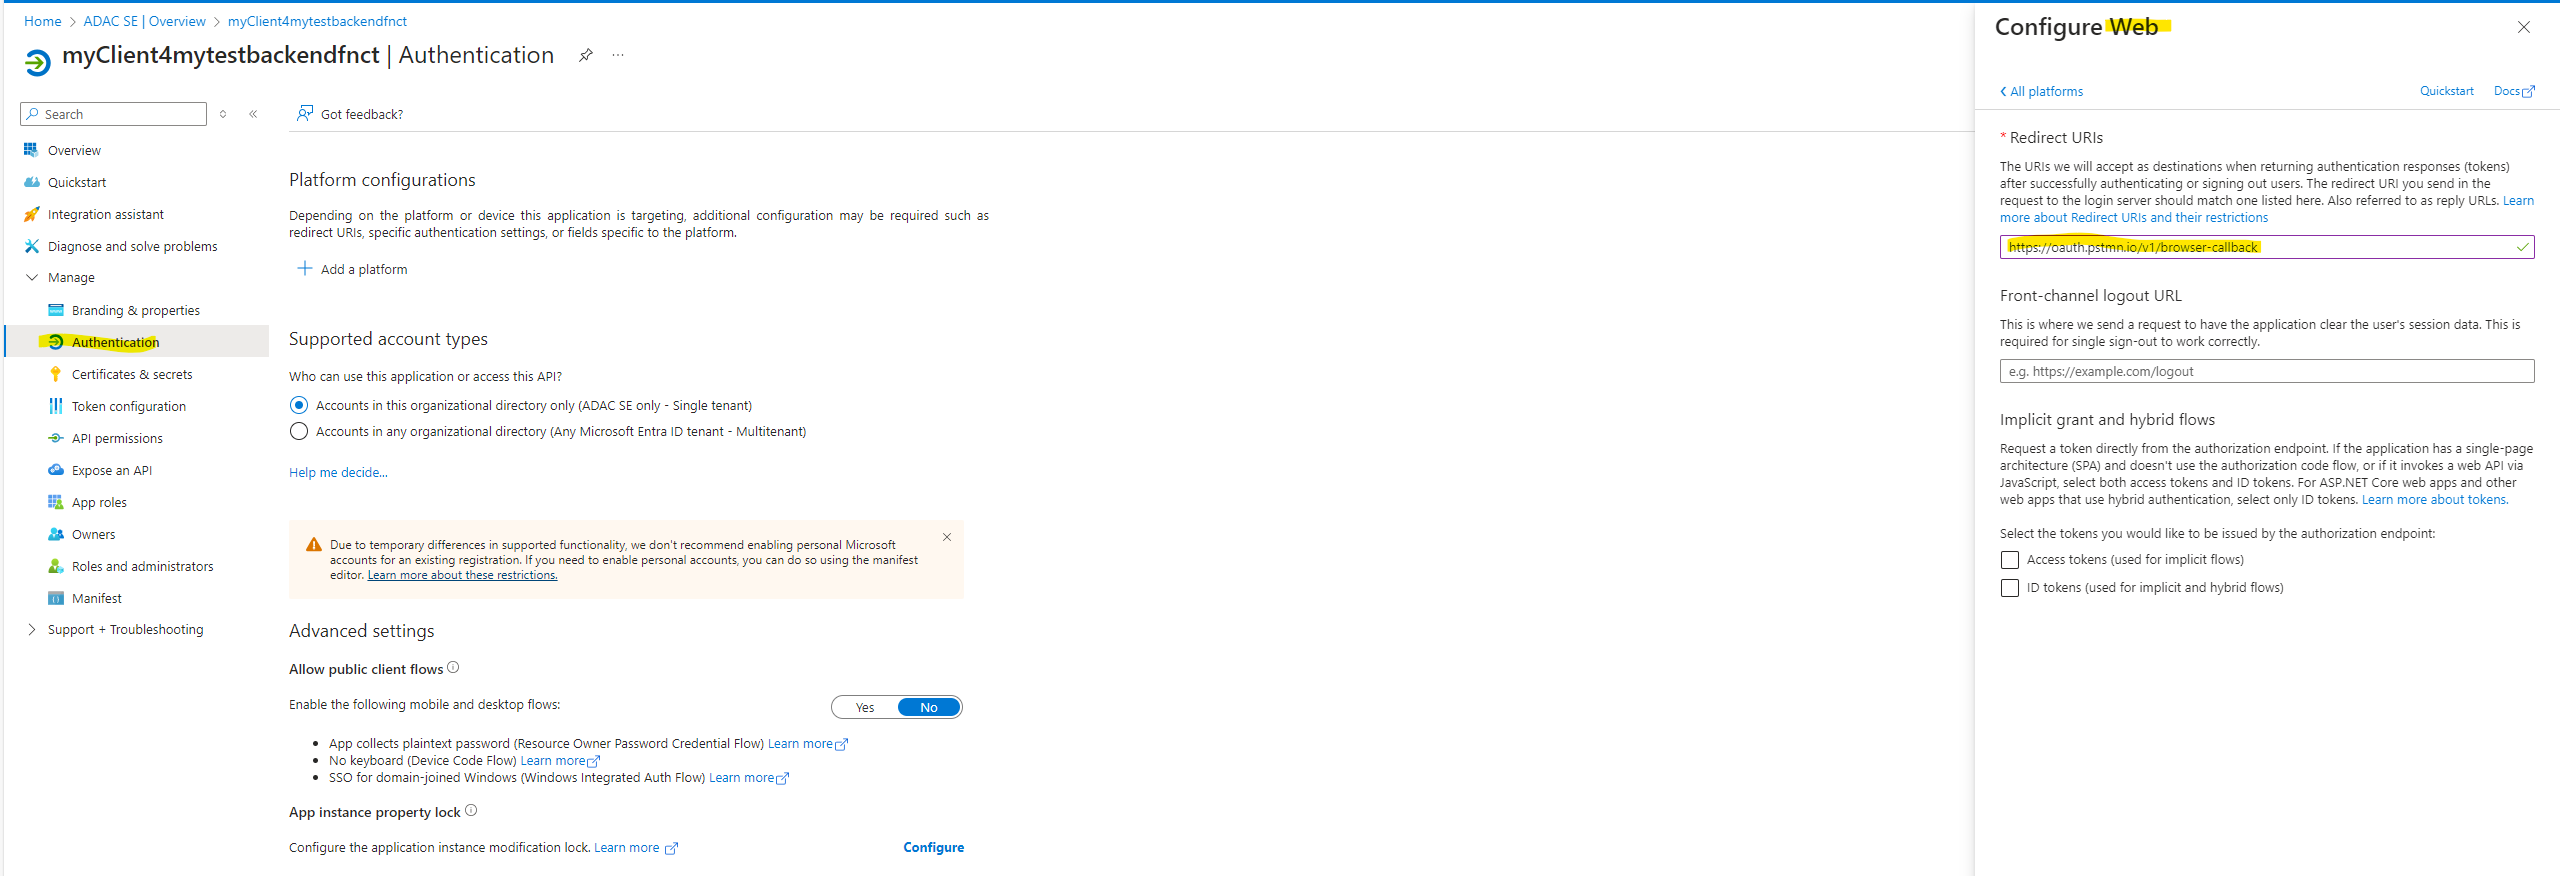 Home > ADAC SE | Overview > myClient4mytestbackendfnct
myClient4mytestbackendfnct | Authentication
Search
Overview
Quickstart
Integration assistant
Diagnose and solve problems
Manage
Branding & properties
Authentication
Certificates & secrets
Token configuration
API permissions
Expose an API
App roles
Owners
Roles and administrators
Manifest
Support + Troubleshooting
Got feedback?
Platform configurations
Depending on the platform or device this application is targeting, additional configuration may be required such as
redirect URIs, specific authentication settings, or fields specific to the platform.
Add a platform
Supported account types
Who can use this application or access this API?
Accounts in this organizational directory only (ADAC SE only - Single tenant)
Accounts in any organizational directory (Any Microsoft Entra ID tenant - Multitenant)
Help me decide...
Due to temporary differences in supported functionality, we don't recommend enabling personal Microsoft
accounts for an existing registration. If you need to enable personal accounts, you can do so using the manifest
editor. Learn more about these restrictions.
Advanced settings
Allow public client flows
Enable the following mobile and desktop flows:
Yes No
App collects plaintext password (Resource Owner Password Credential Flow) Learn more
No keyboard (Device Code Flow) Learn more
SSO for domain-joined Windows (Windows Integrated Auth Flow) Learn more
App instance property lock
Configure the application instance modification lock. Learn more
Configure
Configure Web
All platforms
Quickstart Docs
* Redirect URIs
The URIs we will accept as destinations when returning authentication responses (tokens)
after successfully authenticating or signing out users. The redirect URI you send in the
request to the login server should match one listed here. Also referred to as reply URLs. Learn
more about Redirect URIs and their restrictions
https://oauth.pstmn.io/v1/browser-callback
Front-channel logout URL
This is where we send a request to have the application clear the user's session data. This is
required for single sign-out to work correctly.
e.g. https://example.com/logout
Implicit grant and hybrid flows
Request a token directly from the authorization endpoint. If the application has a single-page
architecture (SPA) and doesn't use the authorization code flow, or if it invokes a web API via
JavaScript, select both access tokens and ID tokens. For ASP.NET Core web apps and other
web apps that use hybrid authentication, select only ID tokens. Learn more about tokens.
Select the tokens you would like to be issued by the authorization endpoint:
Access tokens (used for implicit flows)
ID tokens (used for implicit and hybrid flows)